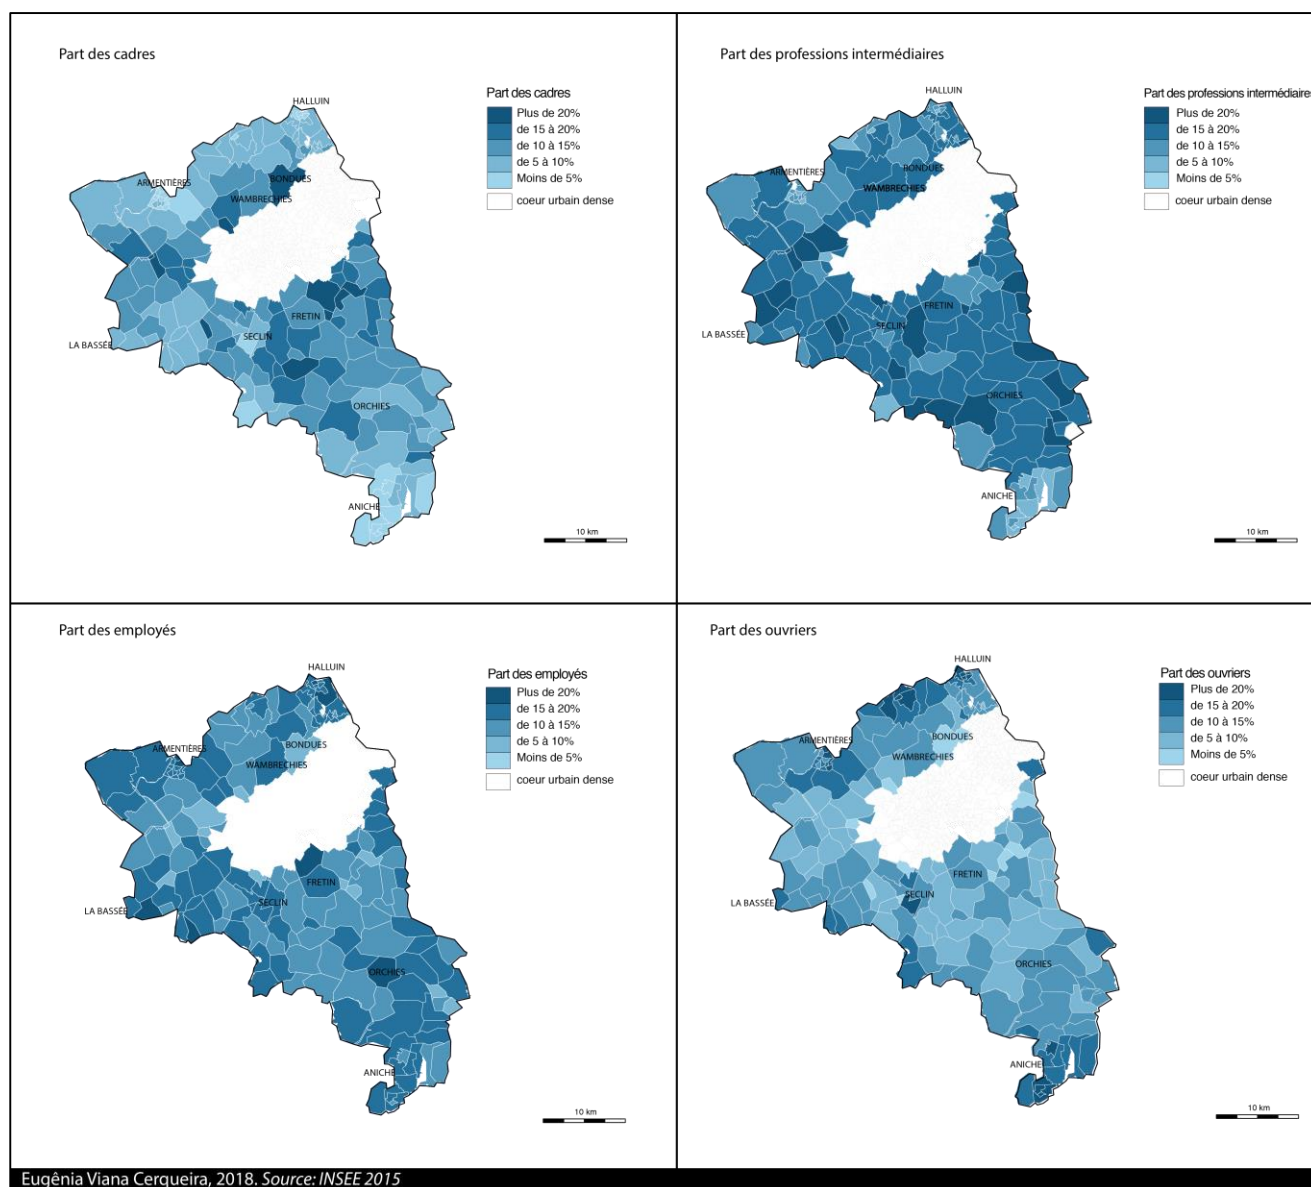 Part des cadres
HALLUIN
BONDUES
ARMENTIÈRES
WAMBRECHIES
FRETIN
SECLIN
LA BASSÉE
ORCHIES
ANICHE
Part des cadres
Plus de 20%
de 15 à 20%
de 10 à 15%
de 5 à 10%
Moins de 5%
coeur urbain dense
10 km
Part des professions intermédiaires
HALLUIN
BONDUES
ARMENTIÈRES
WAMBRECHIES
FRETIN
SECLIN
LA BASSÉE
ORCHIES
ANICHE
Part des professions intermédiaires
Plus de 20%
de 15 à 20%
de 10 à 15%
de 5 à 10%
Moins de 5%
coeur urbain dense
10 km
Part des employés
HALLUIN
BONDUES
ARMENTIÈRES
WAMBRECHIES
FRETIN
SECLIN
LA BASSÉE
ORCHIES
ANICHE
Part des employés
Plus de 20%
de 15 à 20%
de 10 à 15%
de 5 à 10%
Moins de 5%
coeur urbain dense
10 km
Part des ouvriers
HALLUIN
BONDUES
ARMENTIÈRES
WAMBRECHIES
FRETIN
SECLIN
LA BASSÉE
ORCHIES
ANICHE
Part des ouvriers
Plus de 20%
de 15 à 20%
de 10 à 15%
de 5 à 10%
Moins de 5%
coeur urbain dense
10 km
Eugênia Viana Cerqueira, 2018. Source: INSEE 2015